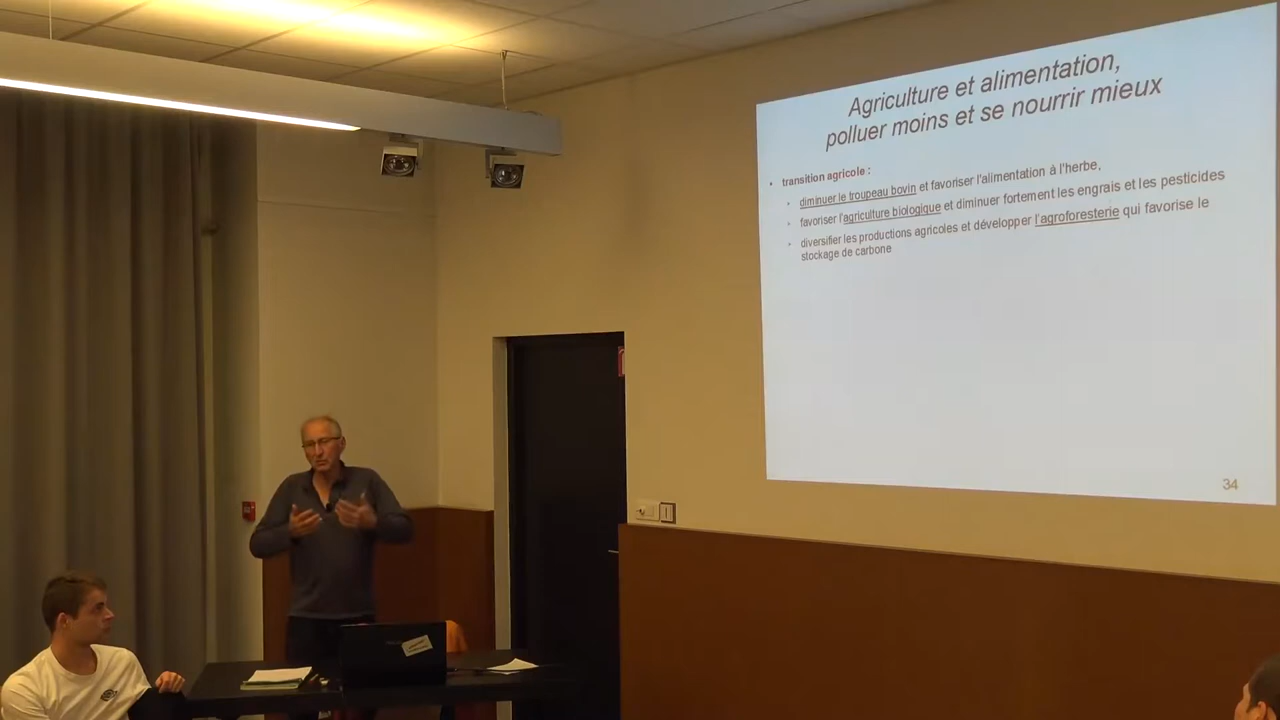 Agriculture et alimentation,
polluer moins et se nourrir mieux
• transition agricole :
• diminuer le troupeau bovin et favoriser l'alimentation à l'herbe,
• favoriser l'agriculture biologique et diminuer fortement les engrais et les pesticides
• diversifier les productions agricoles et développer l'agroforesterie qui favorise le
stockage de carbone
34